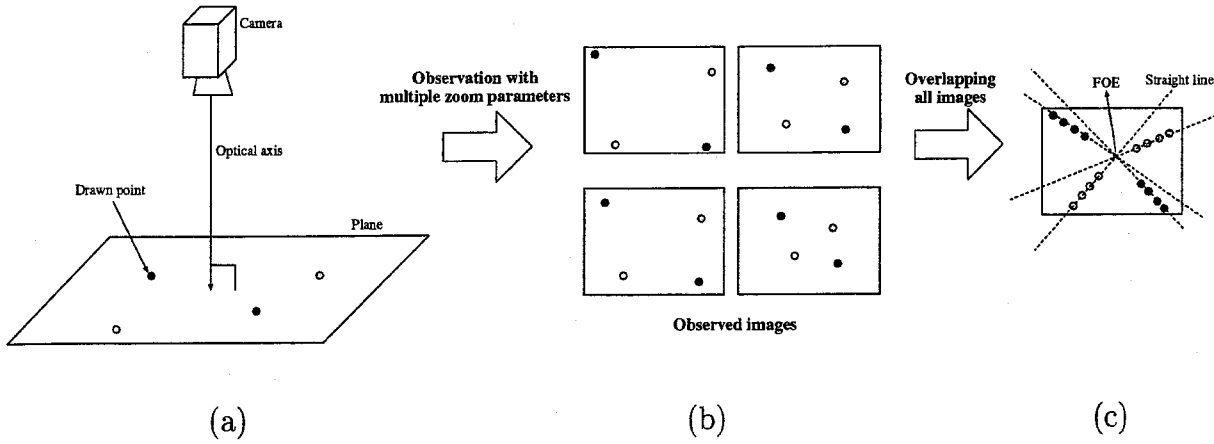 Camera
Optical axis
Drawn point
Plane
(a)
Observation with
multiple zoom parameters
Observed images
(b)
Overlapping
all images
FOE
Straight line
(c)